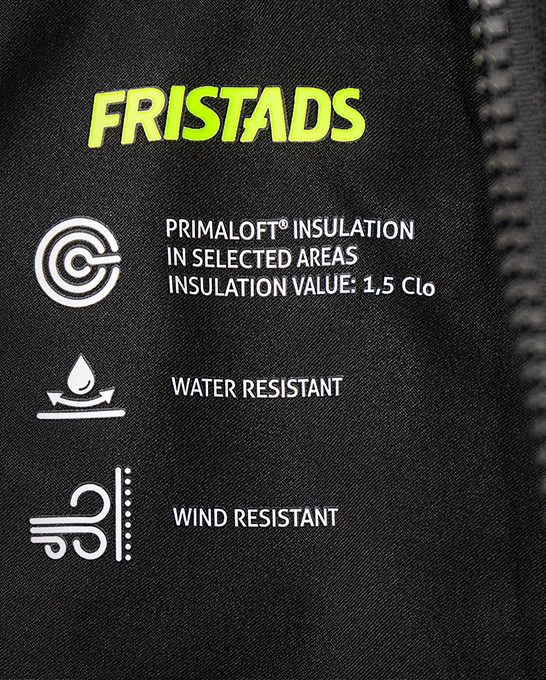 FRISTADS
PRIMALOFT® INSULATION
IN SELECTED AREAS
INSULATION VALUE: 1,5 Clo
WATER RESISTANT
WIND RESISTANT